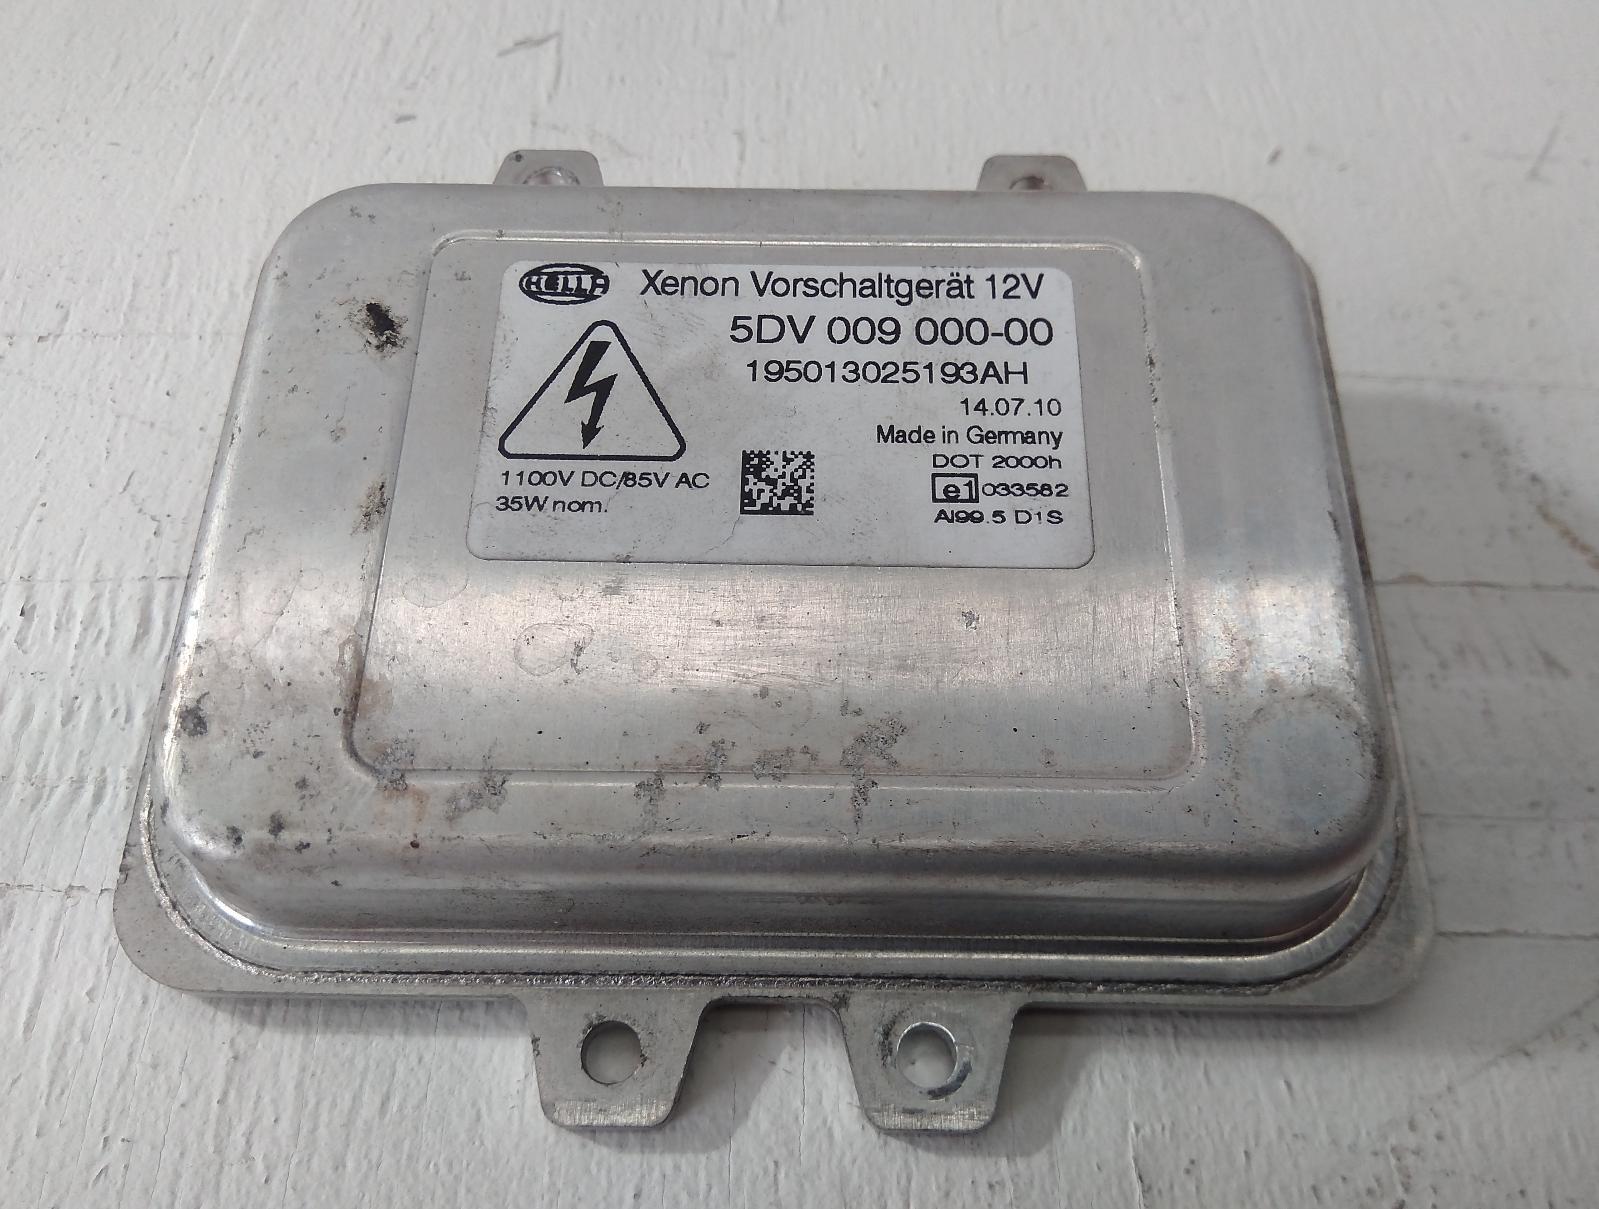 HELLA Xenon Vorschaltgerät 12V
5DV 009 000-00
195013025193AH
14.07.10
Made in Germany
DOT 2000h
e1 033582
AI99.5 D1S
1100V DC/85V AC
35W nom.